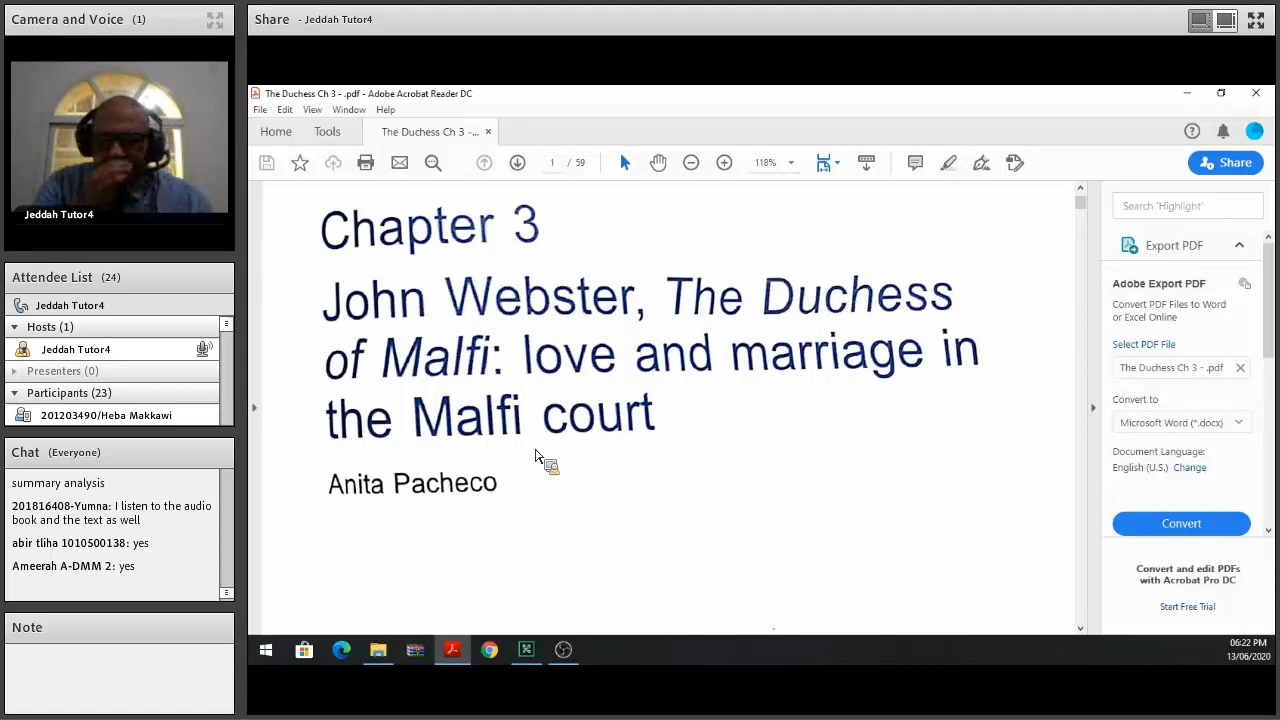 Camera and Voice (1)
Jeddah Tutor4
Attendee List (24)
Jeddah Tutor4
Hosts (1)
Jeddah Tutor4
Presenters (0)
Participants (23)
201203490/Heba Makkawi
Chat (Everyone)
summary analysis
201816408-Yumna: I listen to the audio
book and the text as well
abir tliha 1010500138: yes
Ameerah A-DMM 2: yes
Note
Share - Jeddah Tutor4
The Duchess Ch 3 - .pdf - Adobe Acrobat Reader DC
File Edit View Window Help
Home Tools The Duchess Ch 3 -... ×
1 / 59 118% Share
Chapter 3
John Webster, The Duchess
of Malfi: love and marriage in
the Malfi court
Anita Pacheco
Search 'Highlight'
Export PDF
Adobe Export PDF
Convert PDF Files to Word
or Excel Online
Select PDF File
The Duchess Ch 3 - .pdf
Convert to
Microsoft Word (*.docx)
Document Language:
English (U.S.) Change
Convert
Convert and edit PDFs
with Acrobat Pro DC
Start Free Trial
06:22 PM
13/06/2020